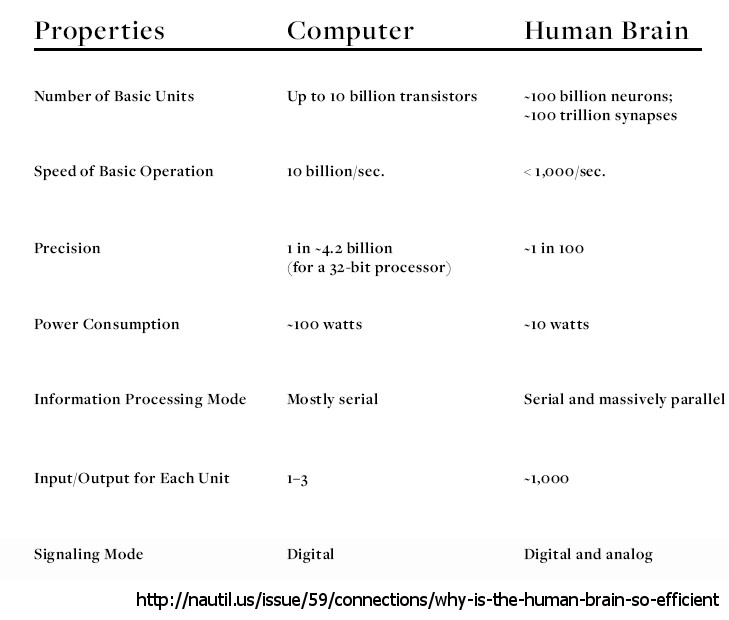 Properties Computer Human Brain
Number of Basic Units Up to 10 billion transistors ~100 billion neurons;
~100 trillion synapses
Speed of Basic Operation 10 billion/sec. < 1,000/sec.
Precision 1 in ~4.2 billion ~1 in 100
(for a 32-bit processor)
Power Consumption ~100 watts ~10 watts
Information Processing Mode Mostly serial Serial and massively parallel
Input/Output for Each Unit 1–3 ~1,000
Signaling Mode Digital Digital and analog
http://nautil.us/issue/59/connections/why-is-the-human-brain-so-efficient